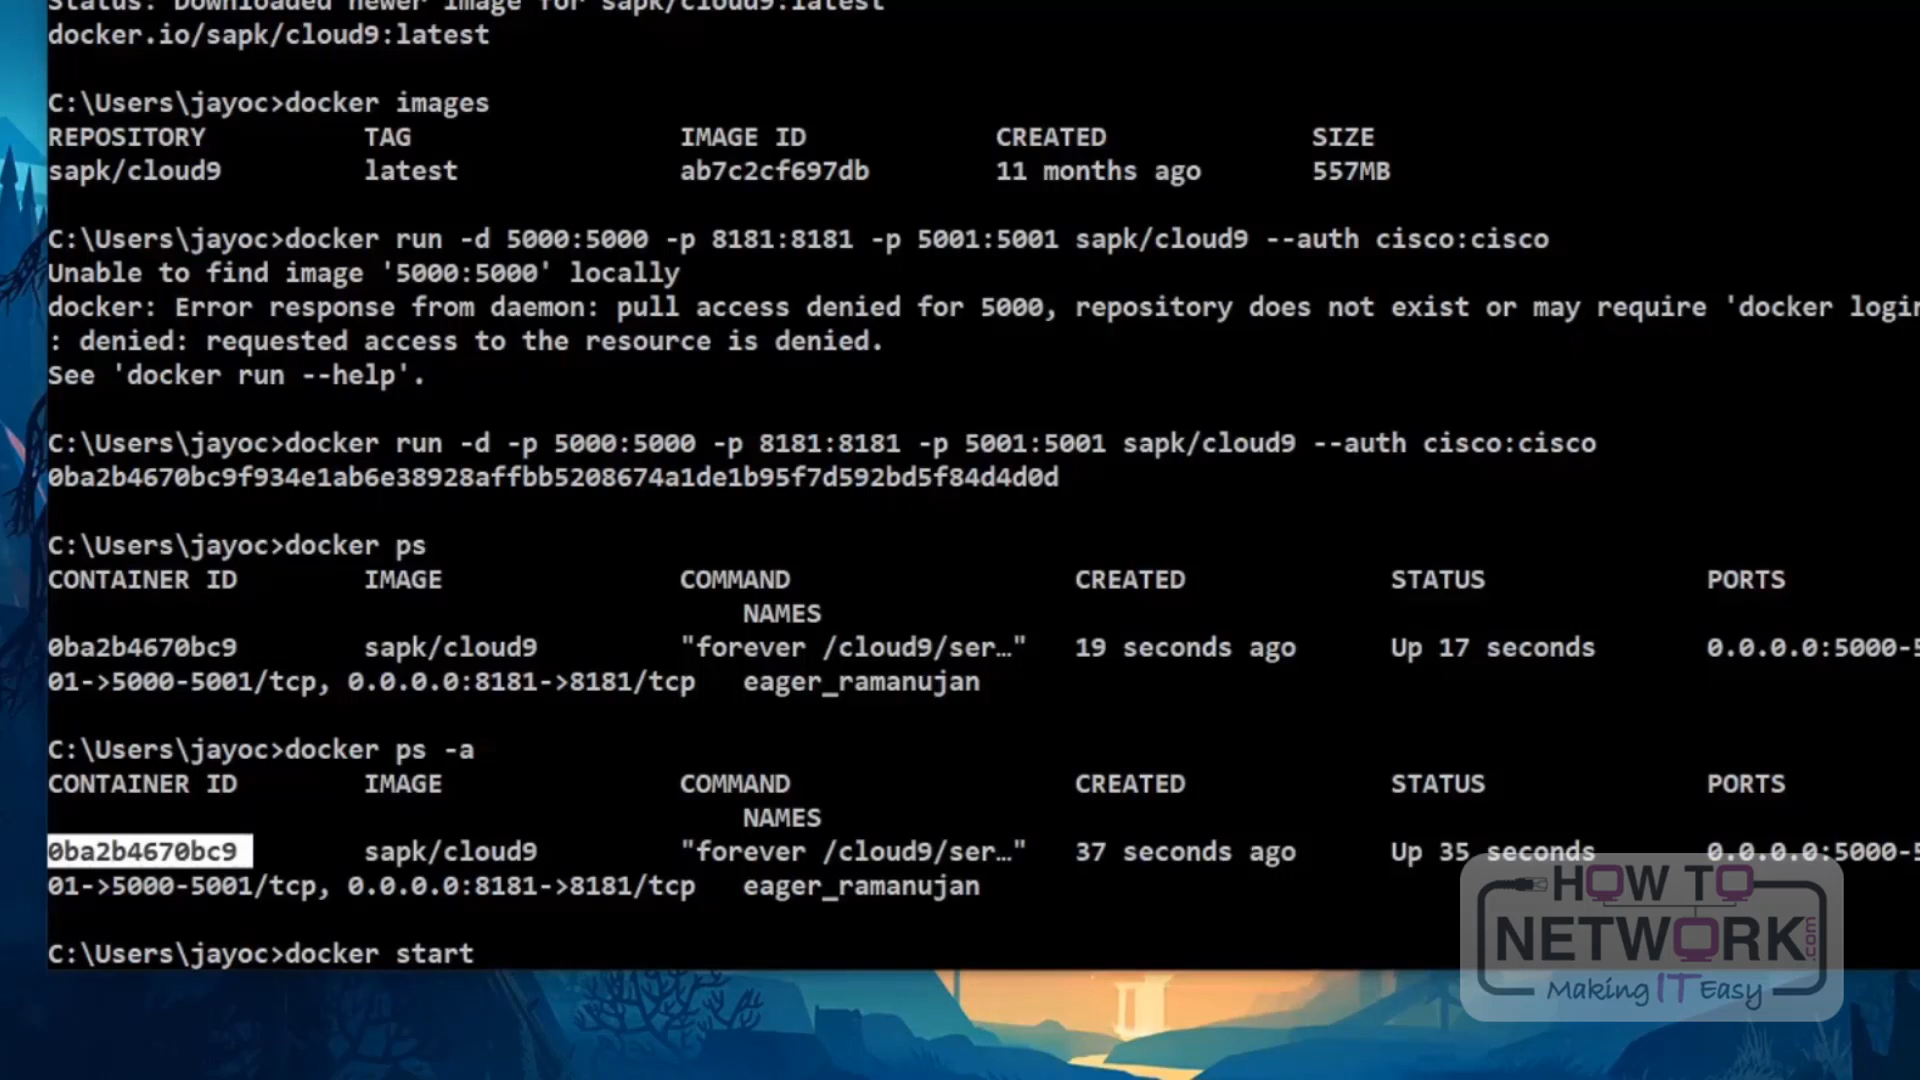 Status: Downloaded newer image for sapk/cloud9:latest
docker.io/sapk/cloud9:latest
C:\Users\jayoc>docker images
REPOSITORY TAG IMAGE ID CREATED SIZE
sapk/cloud9 latest ab7c2cf697db 11 months ago 557MB
C:\Users\jayoc>docker run -d 5000:5000 -p 8181:8181 -p 5001:5001 sapk/cloud9 --auth cisco:cisco
Unable to find image '5000:5000' locally
docker: Error response from daemon: pull access denied for 5000, repository does not exist or may require 'docker login
: denied: requested access to the resource is denied.
See 'docker run --help'.
C:\Users\jayoc>docker run -d -p 5000:5000 -p 8181:8181 -p 5001:5001 sapk/cloud9 --auth cisco:cisco
0ba2b4670bc9f934e1ab6e38928affbb5208674a1de1b95f7d592bd5f84d4d0d
C:\Users\jayoc>docker ps
CONTAINER ID IMAGE COMMAND CREATED STATUS PORTS
NAMES
0ba2b4670bc9 sapk/cloud9 "forever /cloud9/ser…" 19 seconds ago Up 17 seconds 0.0.0.0:5000-5
01->5000-5001/tcp, 0.0.0.0:8181->8181/tcp eager_ramanujan
C:\Users\jayoc>docker ps -a
CONTAINER ID IMAGE COMMAND CREATED STATUS PORTS
NAMES
0ba2b4670bc9 sapk/cloud9 "forever /cloud9/ser…" 37 seconds ago Up 35 seconds 0.0.0.0:5000-5
01->5000-5001/tcp, 0.0.0.0:8181->8181/tcp eager_ramanujan
C:\Users\jayoc>docker start
HOW TO
NETWORK.com
Making IT Easy